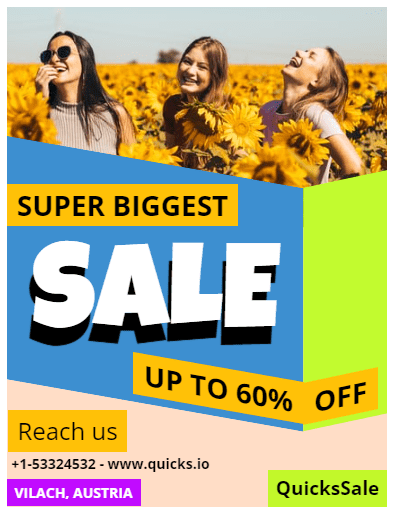 SUPER BIGGEST
SALE
UP TO 60% OFF
Reach us
+1-53324532 - www.quicks.io
VILACH, AUSTRIA
QuicksSale